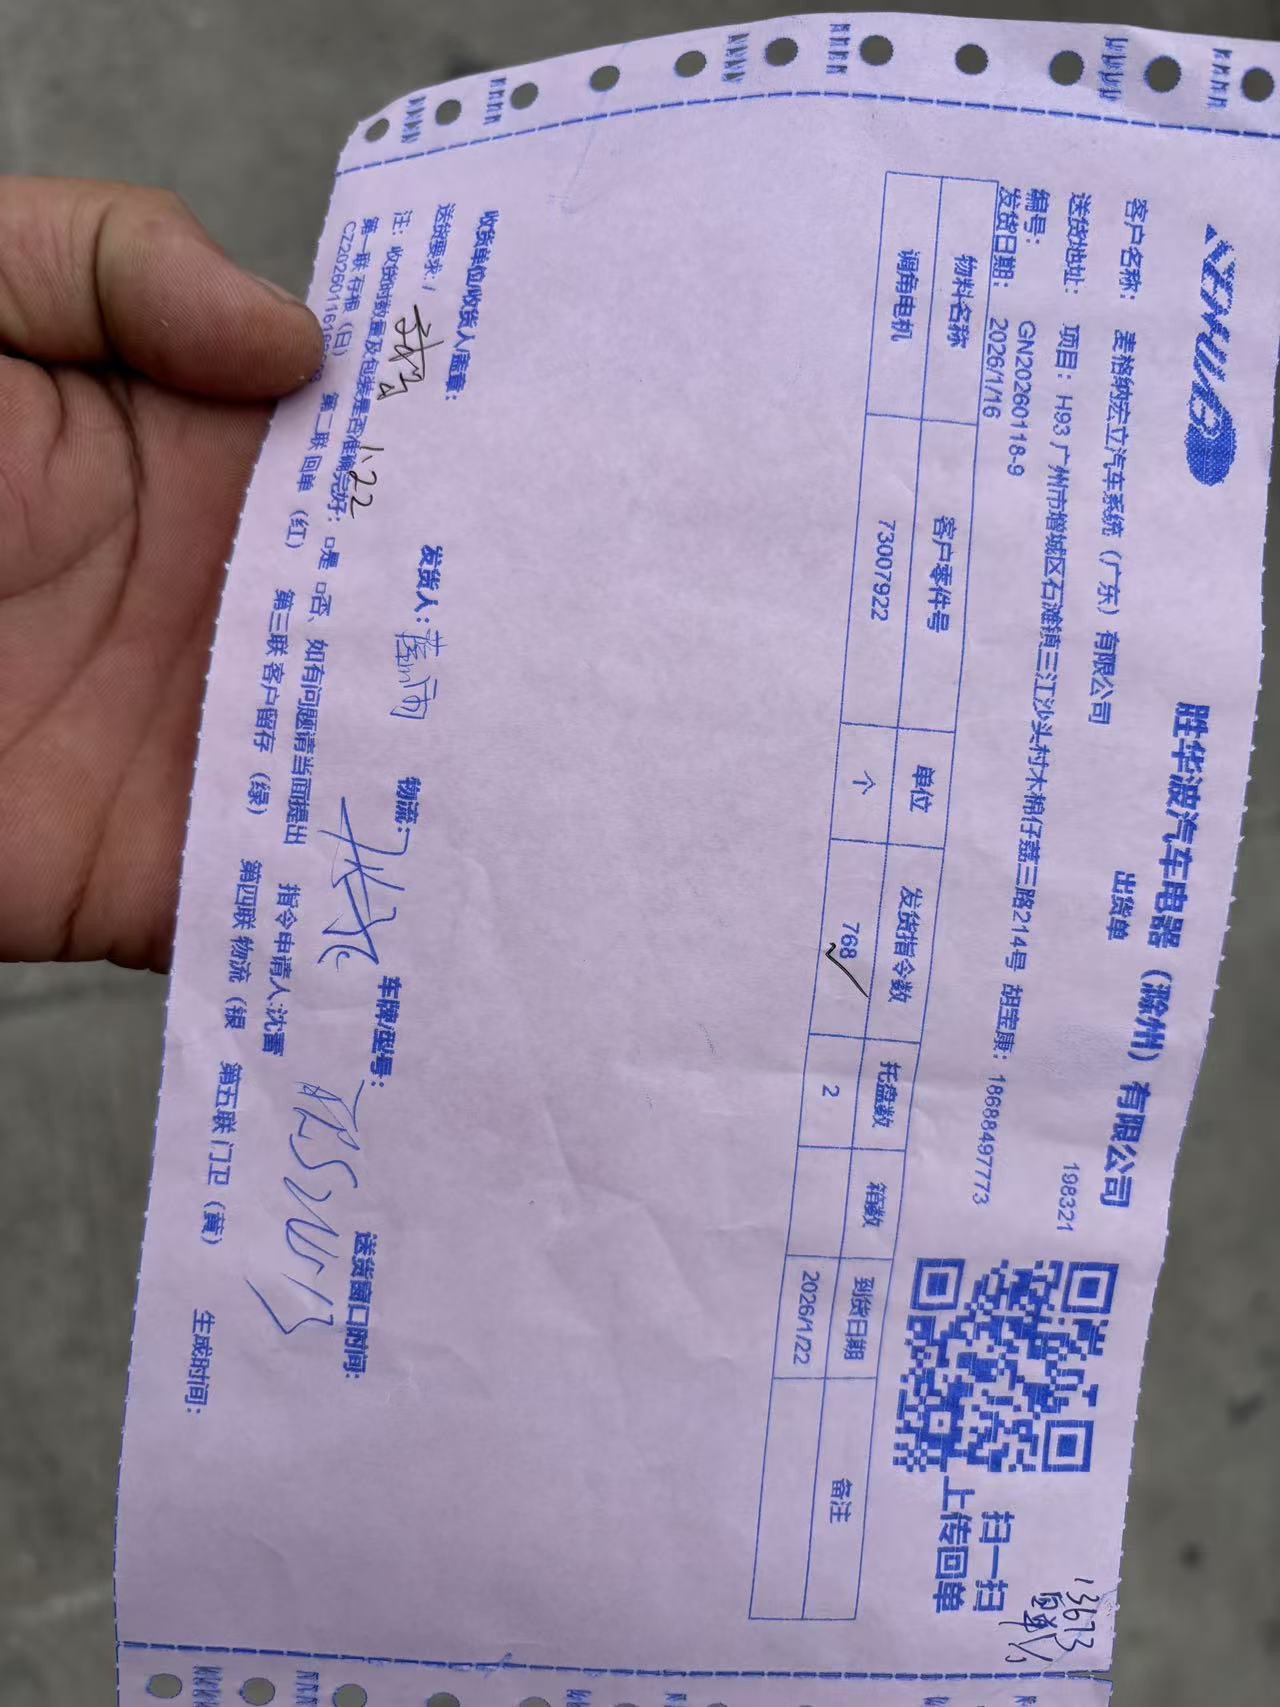 SHWB
胜华波汽车电器（滁州）有限公司
出货单
198321
客户名称： 麦格纳宏立汽车系统（广东）有限公司
送货地址： 项目：H93 广州市增城区石滩镇三江沙头村木棉仔荔三路214号 胡宝康：18688497773
编号： GN20260118-9
发货日期： 2026/1/16
扫一扫
上传回单
13673
物料名称 客户零件号 单位 发货指令数 托盘数 箱数 到货日期 备注
调角电机 73007922 个 768 2 2026/1/22
收货单位/收货人/盖章： 发货人： 物流： 车牌/型号： 送货窗口时间:
送货要求: /
1.22
注：收货时数量及包装是否准确完好：□是 □否、如有问题请当面提出 指令申请人:沈蕾
第一联 存根（白） 第二联 回单（红） 第三联 客户留存（绿） 第四联 物流（银 第五联 门卫（黄） 生成时间: